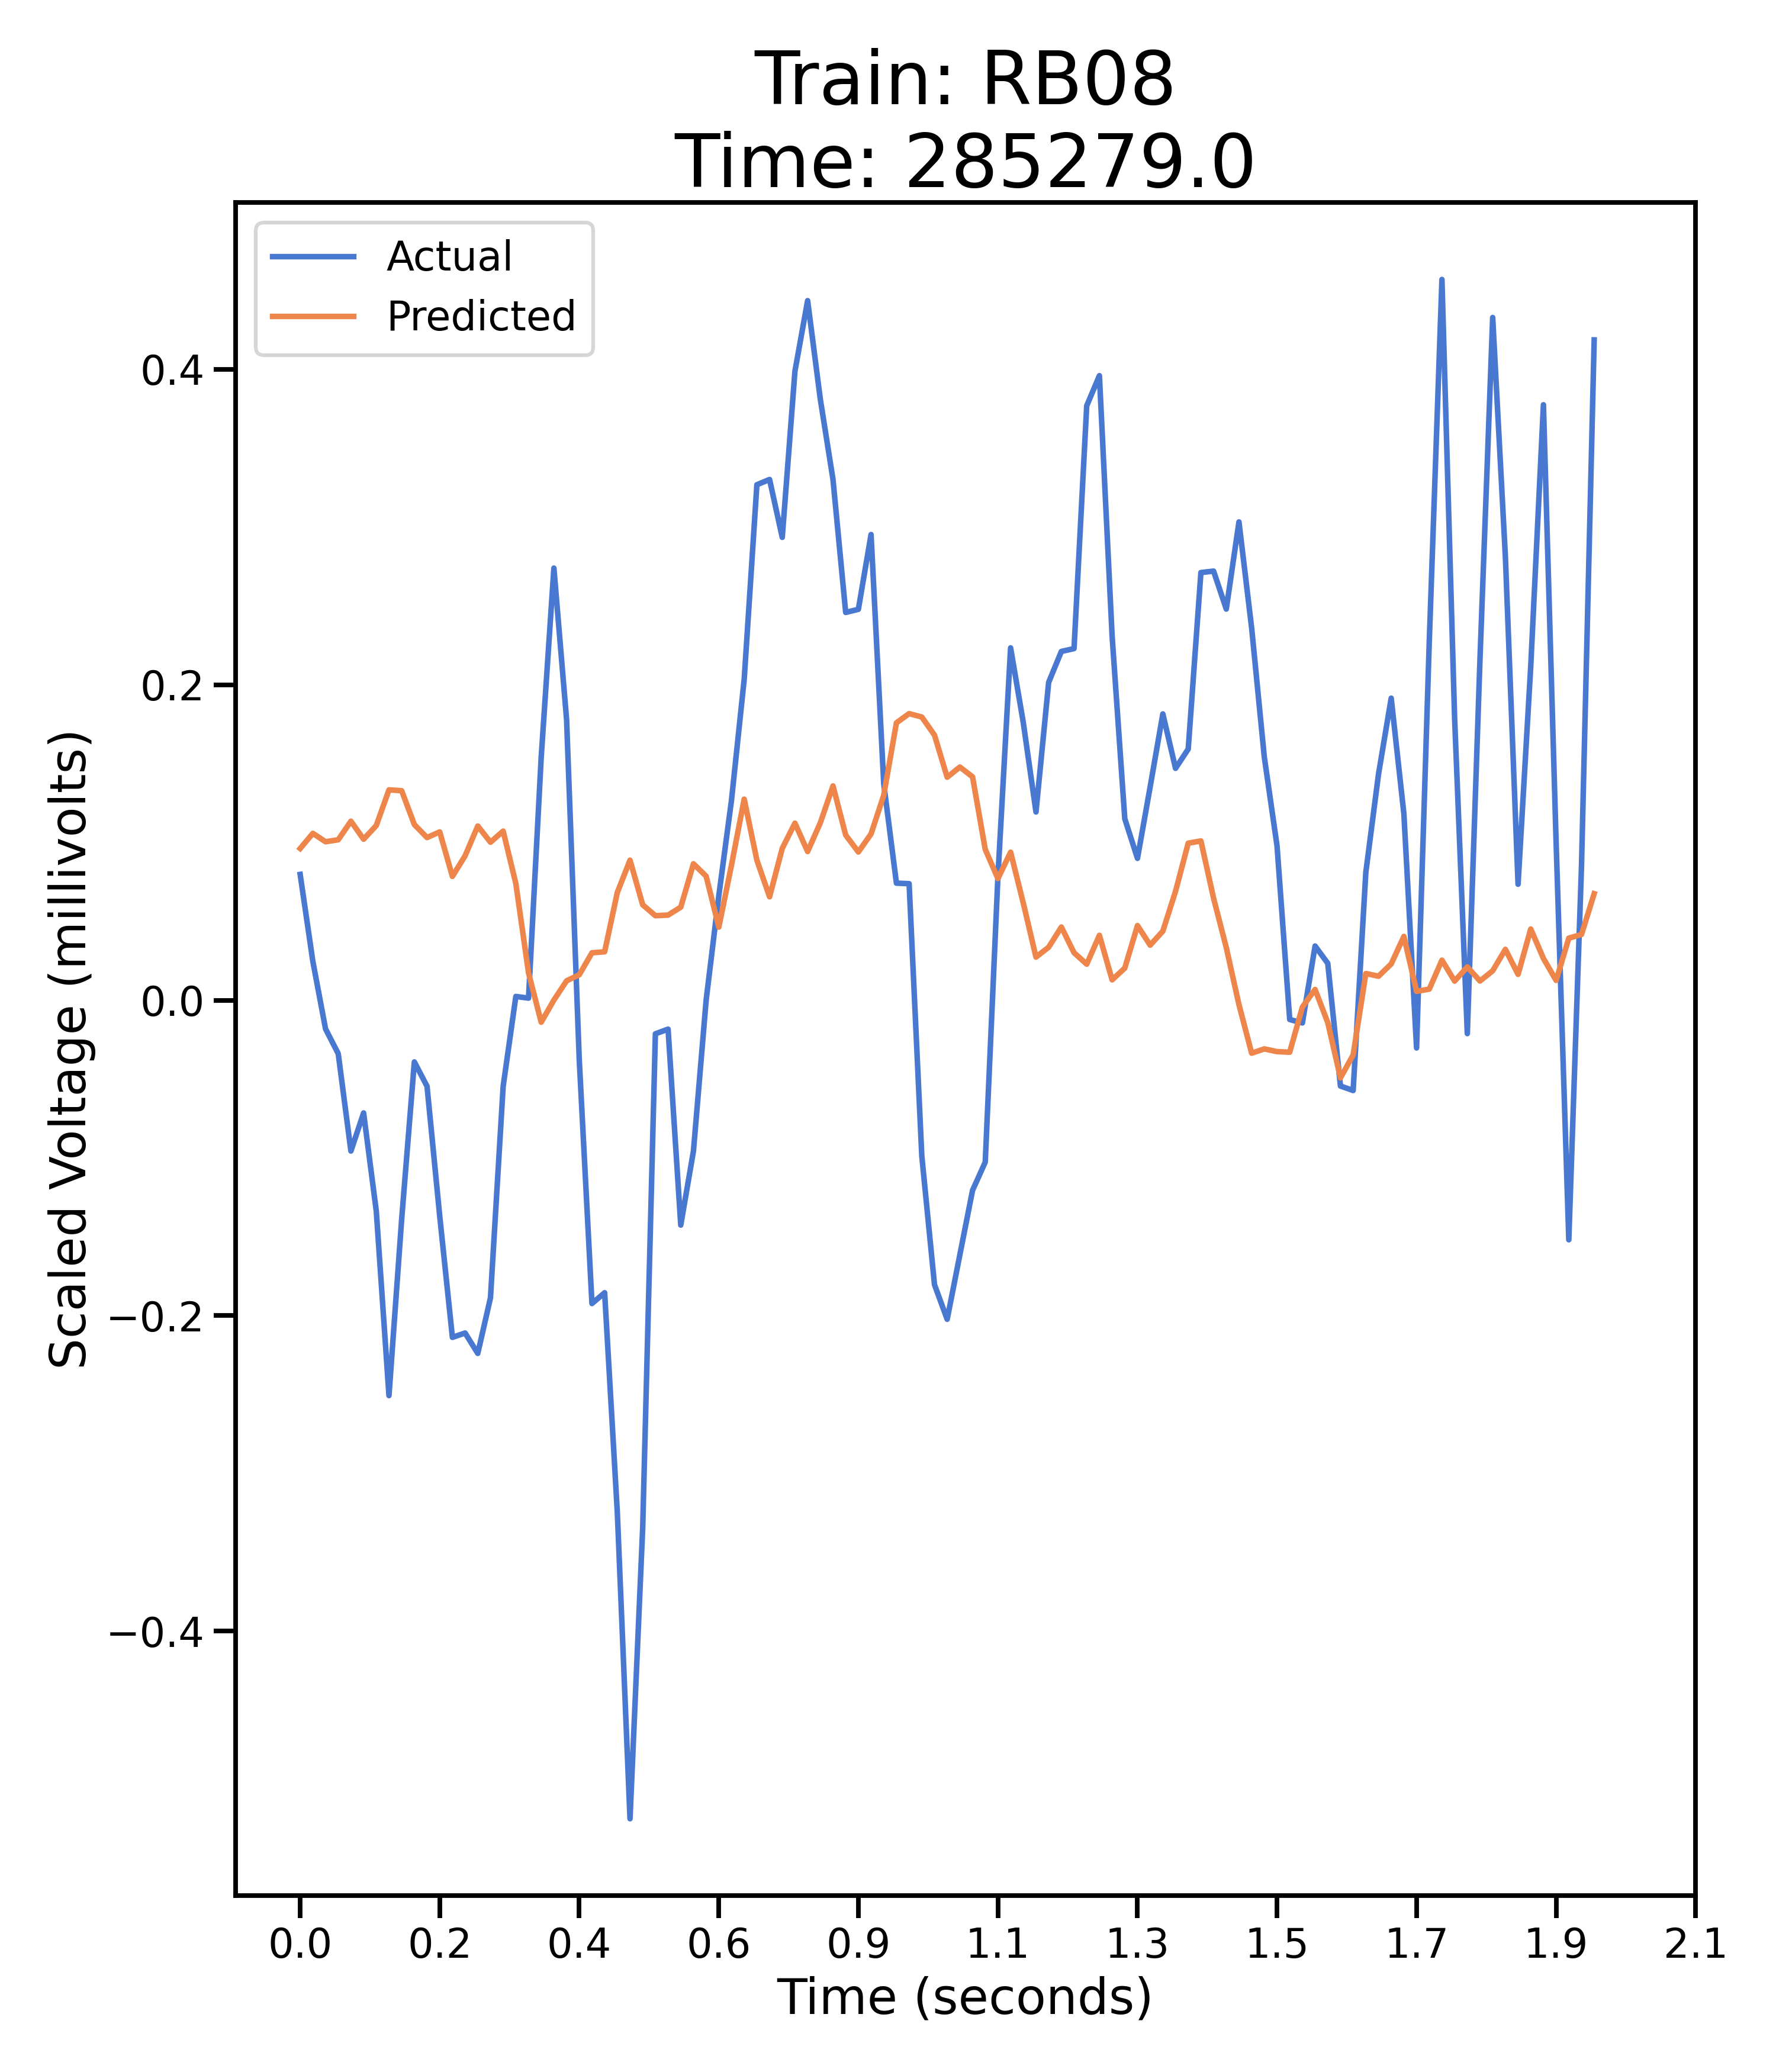 Train: RB08
Time: 285279.0
Actual
Predicted
Scaled Voltage (millivolts)
0.4
0.2
0.0
−0.2
−0.4
0.0 0.2 0.4 0.6 0.9 1.1 1.3 1.5 1.7 1.9 2.1
Time (seconds)